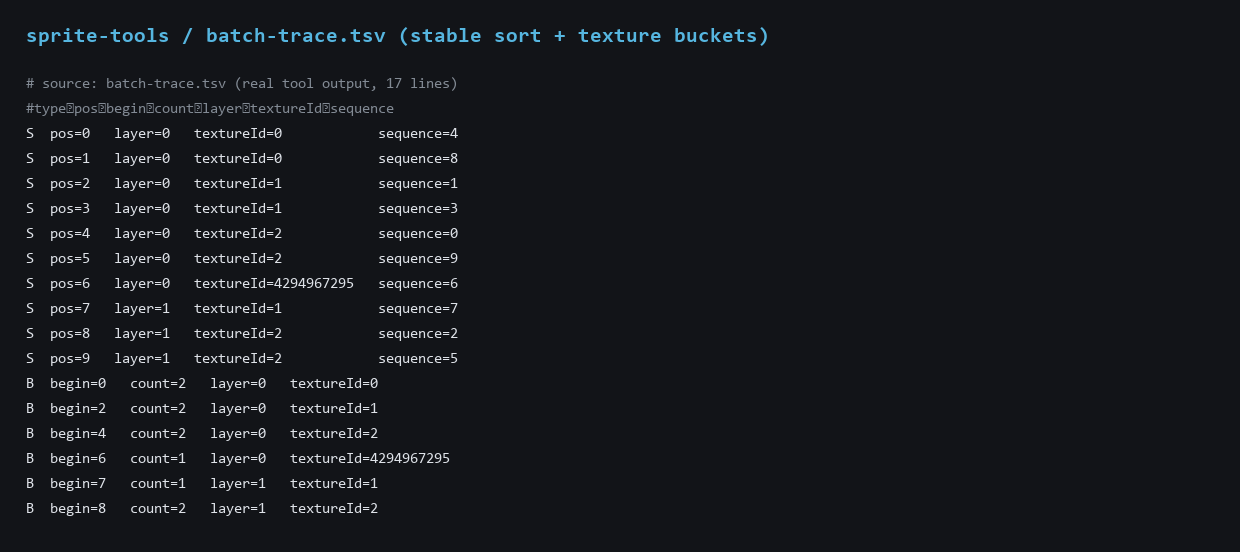 sprite-tools / batch-trace.tsv (stable sort + texture buckets)
# source: batch-trace.tsv (real tool output, 17 lines)
#type pos begin count layer textureId sequence
S  pos=0   layer=0   textureId=0            sequence=4
S  pos=1   layer=0   textureId=0            sequence=8
S  pos=2   layer=0   textureId=1            sequence=1
S  pos=3   layer=0   textureId=1            sequence=3
S  pos=4   layer=0   textureId=2            sequence=0
S  pos=5   layer=0   textureId=2            sequence=9
S  pos=6   layer=0   textureId=4294967295   sequence=6
S  pos=7   layer=1   textureId=1            sequence=7
S  pos=8   layer=1   textureId=2            sequence=2
S  pos=9   layer=1   textureId=2            sequence=5
B  begin=0   count=2   layer=0   textureId=0
B  begin=2   count=2   layer=0   textureId=1
B  begin=4   count=2   layer=0   textureId=2
B  begin=6   count=1   layer=0   textureId=4294967295
B  begin=7   count=1   layer=1   textureId=1
B  begin=8   count=2   layer=1   textureId=2